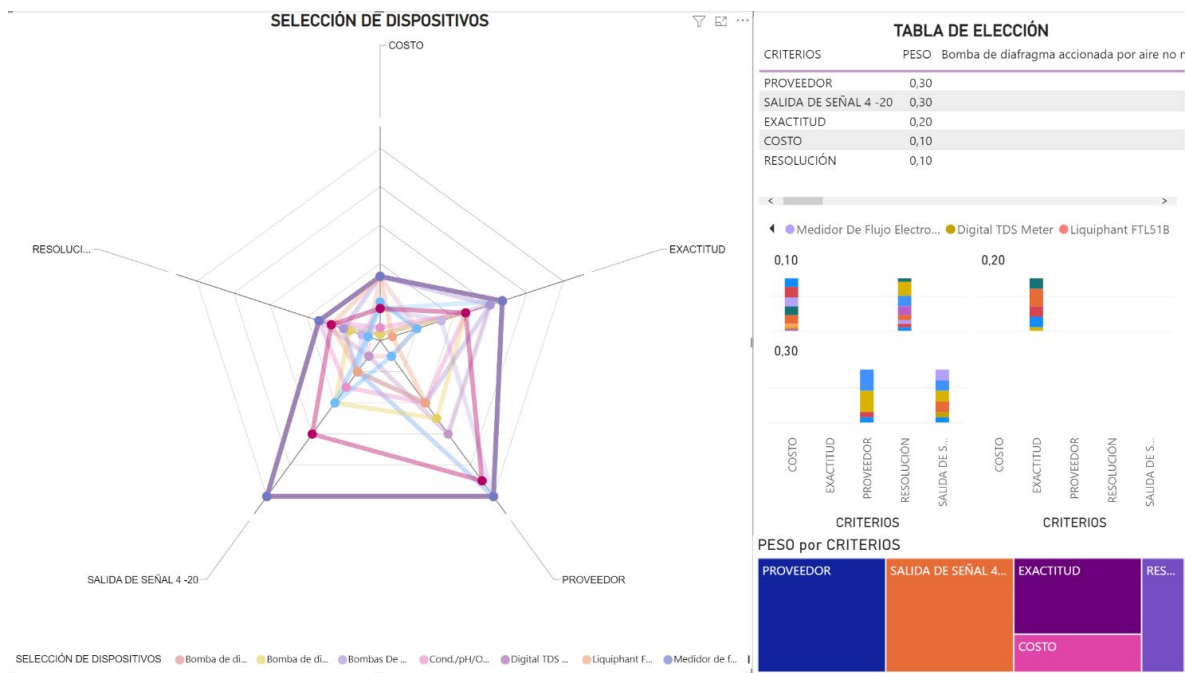 SELECCIÓN DE DISPOSITIVOS
COSTO
EXACTITUD
RESOLUCI...
SALIDA DE SEÑAL 4 -20
PROVEEDOR
SELECCIÓN DE DISPOSITIVOS Bomba de di... Bomba de di... Bombas De ... Cond./pH/O... Digital TDS ... Liquiphant F... Medidor de f...
TABLA DE ELECCIÓN
CRITERIOS PESO Bomba de diafragma accionada por aire no
PROVEEDOR 0,30
SALIDA DE SEÑAL 4 -20 0,30
EXACTITUD 0,20
COSTO 0,10
RESOLUCIÓN 0,10
Medidor De Flujo Electro... Digital TDS Meter Liquiphant FTL51B
0,10 0,20
0,30
COSTO EXACTITUD PROVEEDOR RESOLUCIÓN SALIDA DE S... COSTO EXACTITUD PROVEEDOR RESOLUCIÓN SALIDA DE S...
CRITERIOS CRITERIOS
PESO por CRITERIOS
PROVEEDOR SALIDA DE SEÑAL 4... EXACTITUD RES...
COSTO